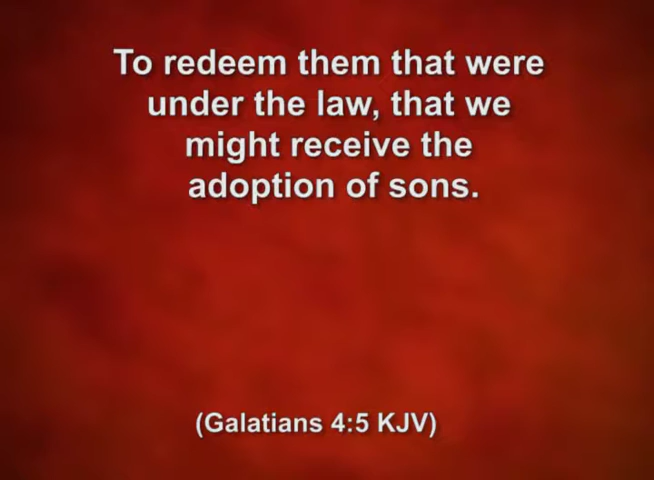 To redeem them that were
under the law, that we
might receive the
adoption of sons.
(Galatians 4:5 KJV)